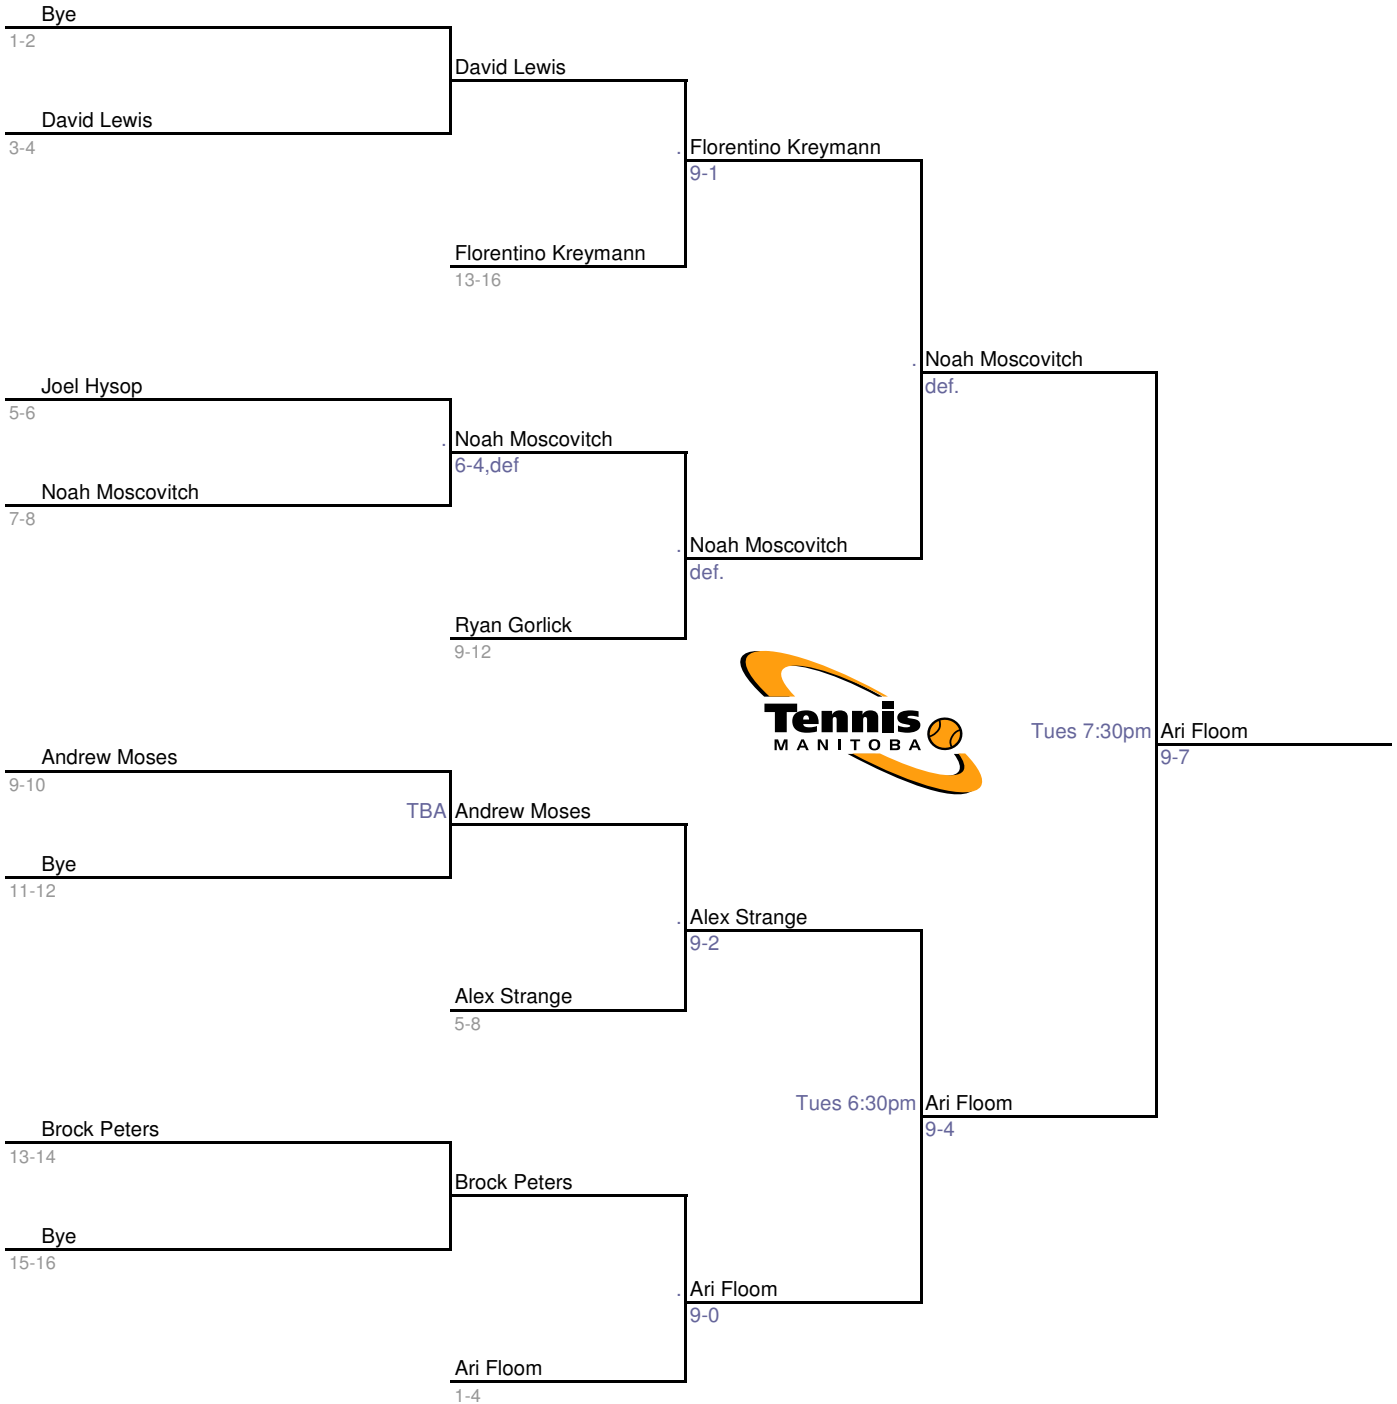 Bye
1-2
David Lewis
David Lewis
3-4
. Florentino Kreymann
9-1
Florentino Kreymann
13-16
. Noah Moscovitch
def.
Joel Hysop
5-6
. Noah Moscovitch
6-4,def
Noah Moscovitch
7-8
. Noah Moscovitch
def.
Ryan Gorlick
9-12
Tennis
MANITOBA
Tues 7:30pm Ari Floom
9-7
Andrew Moses
9-10
TBA Andrew Moses
Bye
11-12
. Alex Strange
9-2
Alex Strange
5-8
Tues 6:30pm Ari Floom
9-4
Brock Peters
13-14
Brock Peters
Bye
15-16
. Ari Floom
9-0
Ari Floom
1-4